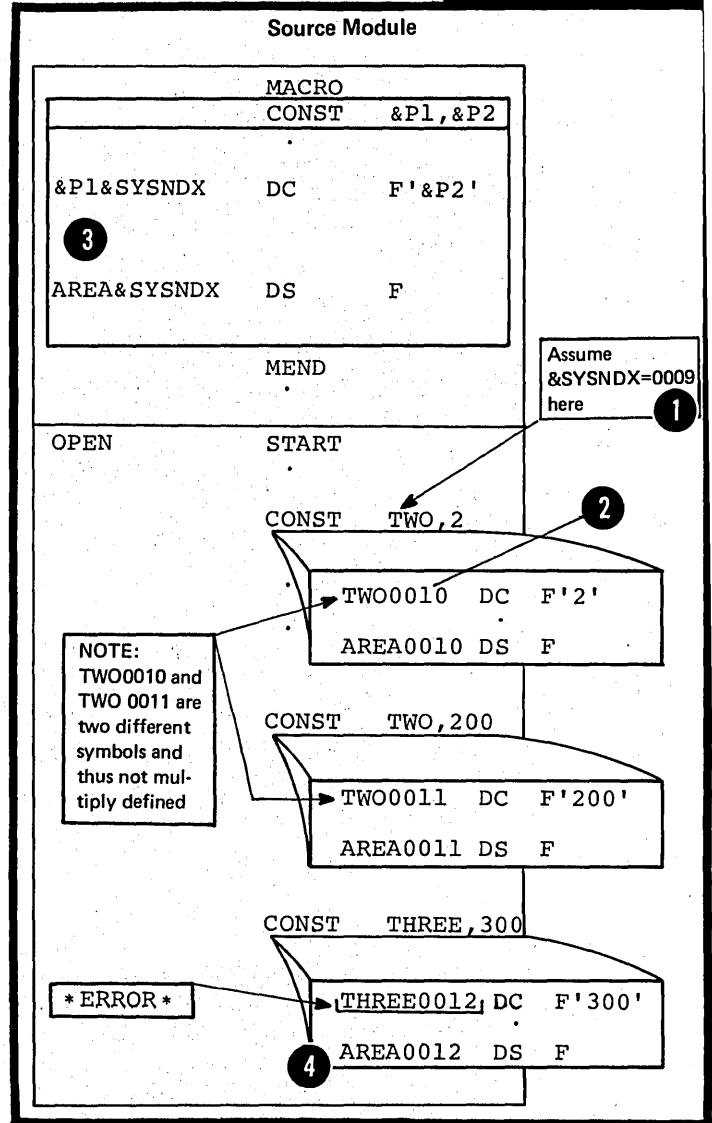 Source Module
MACRO
CONST &P1,&P2
.
&P1&SYSNDX DC F'&P2'
3
AREA&SYSNDX DS F
MEND
.
Assume
&SYSNDX=0009
here
1
OPEN START
.
CONST TWO,2
2
.
TWO0010 DC F'2'
.
.
AREA0010 DS F
NOTE:
TWO0010 and
TWO 0011 are
two different
symbols and
thus not mul-
tiply defined
CONST TWO,200
TWO0011 DC F'200'
AREA0011 DS F
CONST THREE,300
*ERROR*
THREE0012 DC F'300'
.
4
AREA0012 DS F